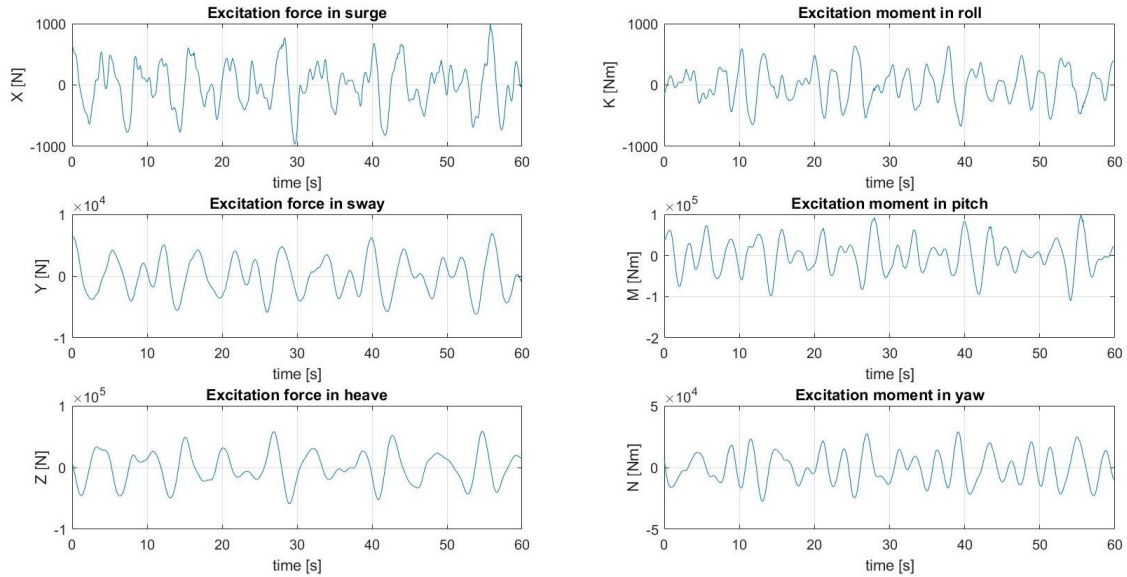 Excitation force in surge
1000
0
-1000
X [N]
0 10 20 30 40 50 60
time [s]
Excitation moment in roll
1000
0
-1000
K [Nm]
0 10 20 30 40 50 60
time [s]
×10⁴
Excitation force in sway
1
0
-1
Y [N]
0 10 20 30 40 50 60
time [s]
×10⁵
Excitation moment in pitch
1
0
-1
-2
M [Nm]
0 10 20 30 40 50 60
time [s]
×10⁵
Excitation force in heave
1
0
-1
Z [N]
0 10 20 30 40 50 60
time [s]
×10⁴
Excitation moment in yaw
5
0
-5
N [Nm]
0 10 20 30 40 50 60
time [s]